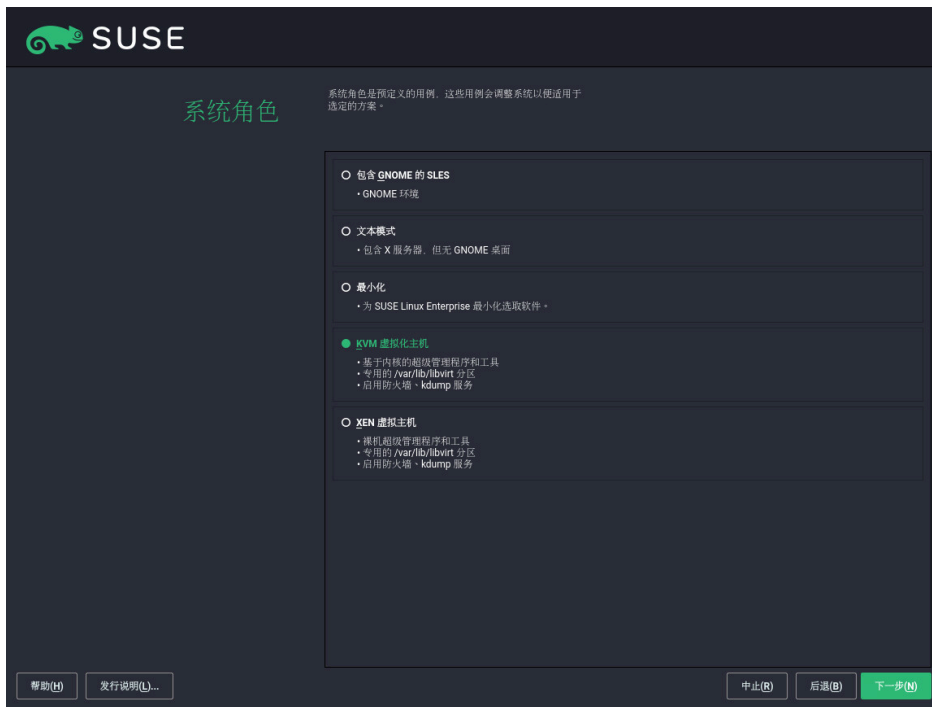 SUSE
系统角色
系统角色是预定义的用例，这些用例会调整系统以便适用于
选定的方案。
包含 GNOME 的 SLES
• GNOME 环境
文本模式
• 包含 X 服务器，但无 GNOME 桌面
最小化
• 为 SUSE Linux Enterprise 最小化选取软件。
KVM 虚拟化主机
• 基于内核的超级管理程序和工具
• 专用的 /var/lib/libvirt 分区
• 启用防火墙、kdump 服务
XEN 虚拟主机
• 裸机超级管理程序和工具
• 专用的 /var/lib/libvirt 分区
• 启用防火墙、kdump 服务
帮助(H) 发行说明(L)... 中止(R) 后退(B) 下一步(N)